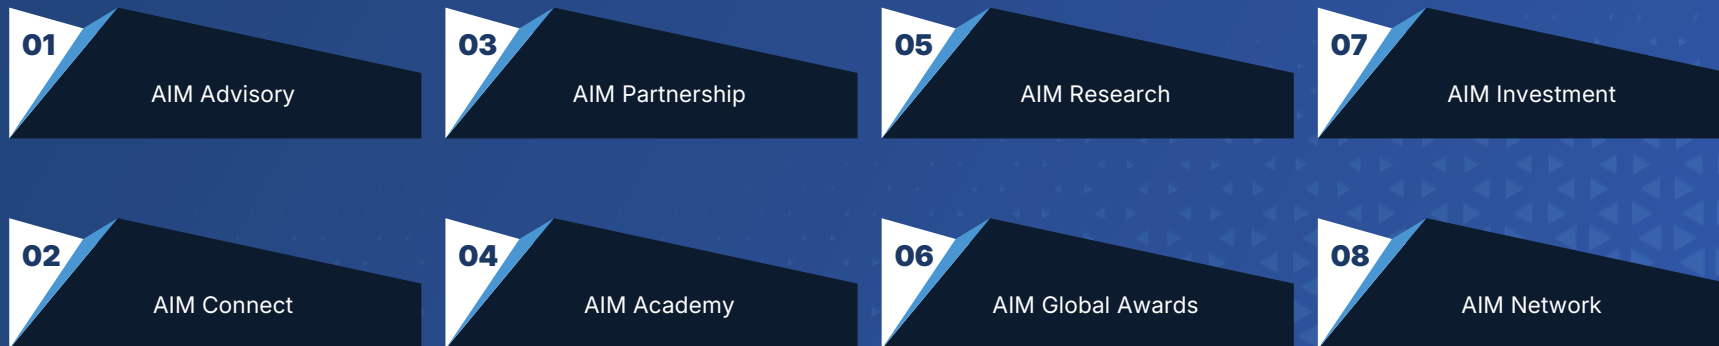 01
AIM Advisory
03
AIM Partnership
05
AIM Research
07
AIM Investment
02
AIM Connect
04
AIM Academy
06
AIM Global Awards
08
AIM Network